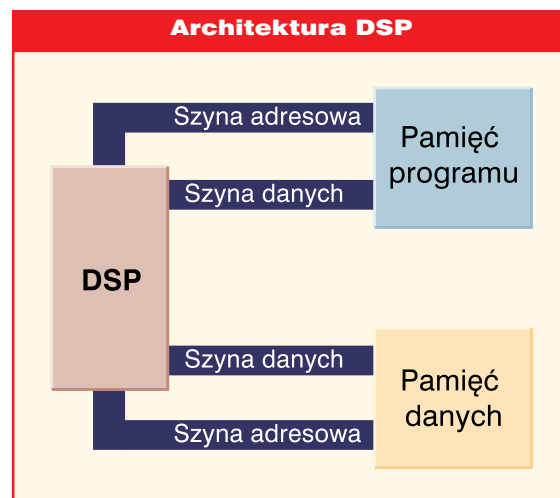 Architektura DSP
Szyna adresowa
Pamięć
programu
Szyna danych
DSP
Szyna danych
Pamięć
danych
Szyna adresowa